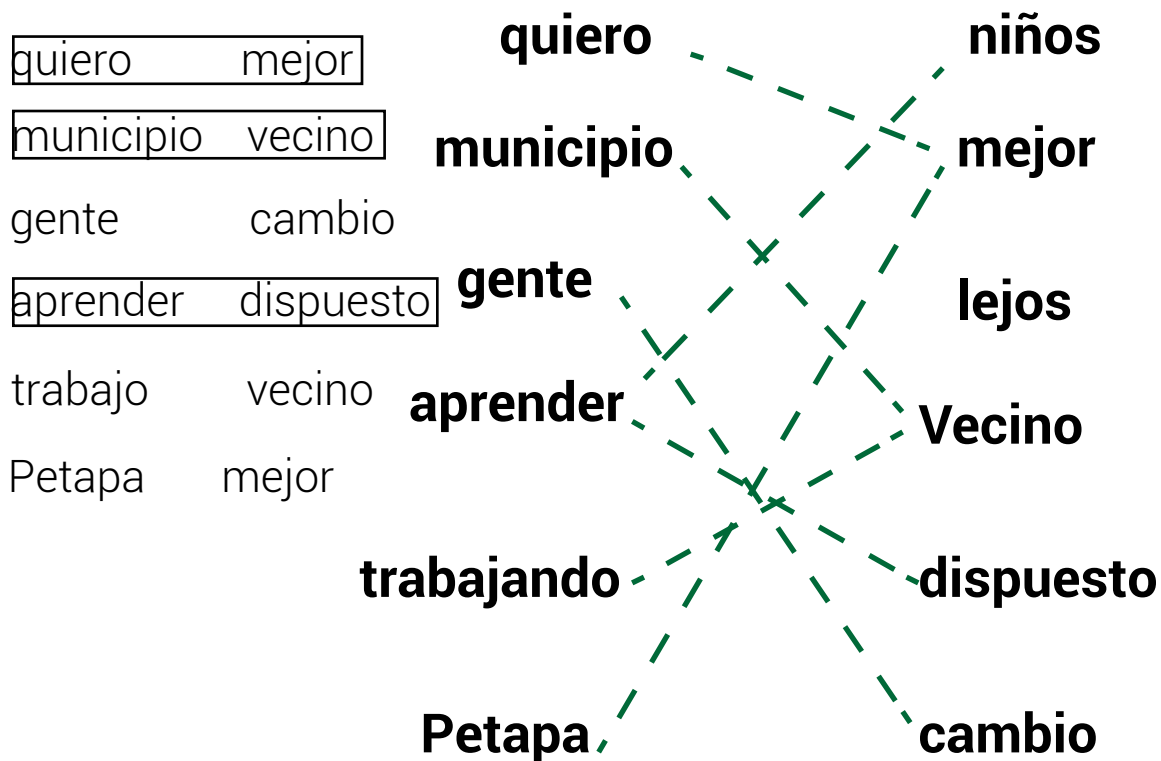 quiero mejor
municipio vecino
gente cambio
aprender dispuesto
trabajo vecino
Petapa mejor
quiero niños
municipio mejor
gente lejos
aprender Vecino
trabajando dispuesto
Petapa cambio